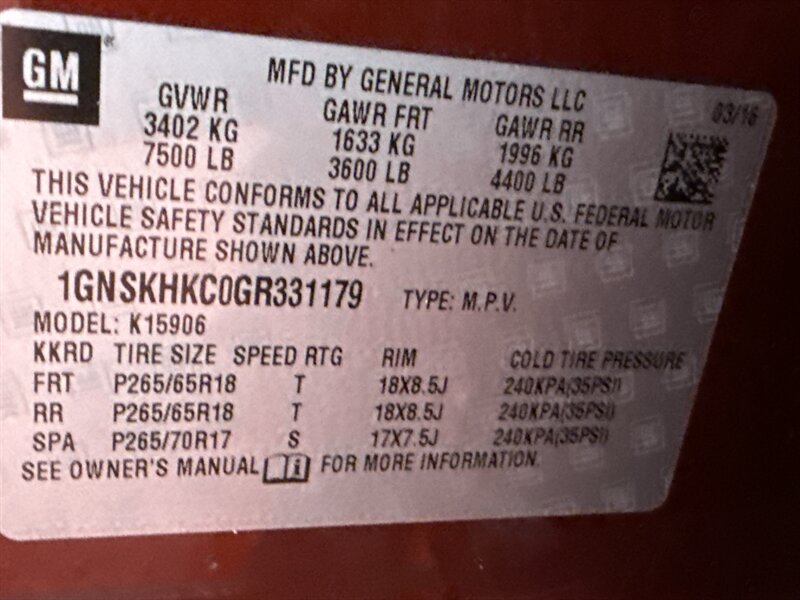 GM
MFD BY GENERAL MOTORS LLC
03/16
GVWR GAWR FRT GAWR RR
3402 KG 1633 KG 1996 KG
7500 LB 3600 LB 4400 LB
THIS VEHICLE CONFORMS TO ALL APPLICABLE U.S. FEDERAL MOTOR
VEHICLE SAFETY STANDARDS IN EFFECT ON THE DATE OF
MANUFACTURE SHOWN ABOVE.
1GNSKHKC0GR331179 TYPE: M.P.V.
MODEL: K15906
KKRD TIRE SIZE SPEED RTG RIM COLD TIRE PRESSURE
FRT P265/65R18 T 18X8.5J 240KPA(35PSI)
RR P265/65R18 T 18X8.5J 240KPA(35PSI)
SPA P265/70R17 S 17X7.5J 240KPA(35PSI)
SEE OWNER'S MANUAL i FOR MORE INFORMATION.